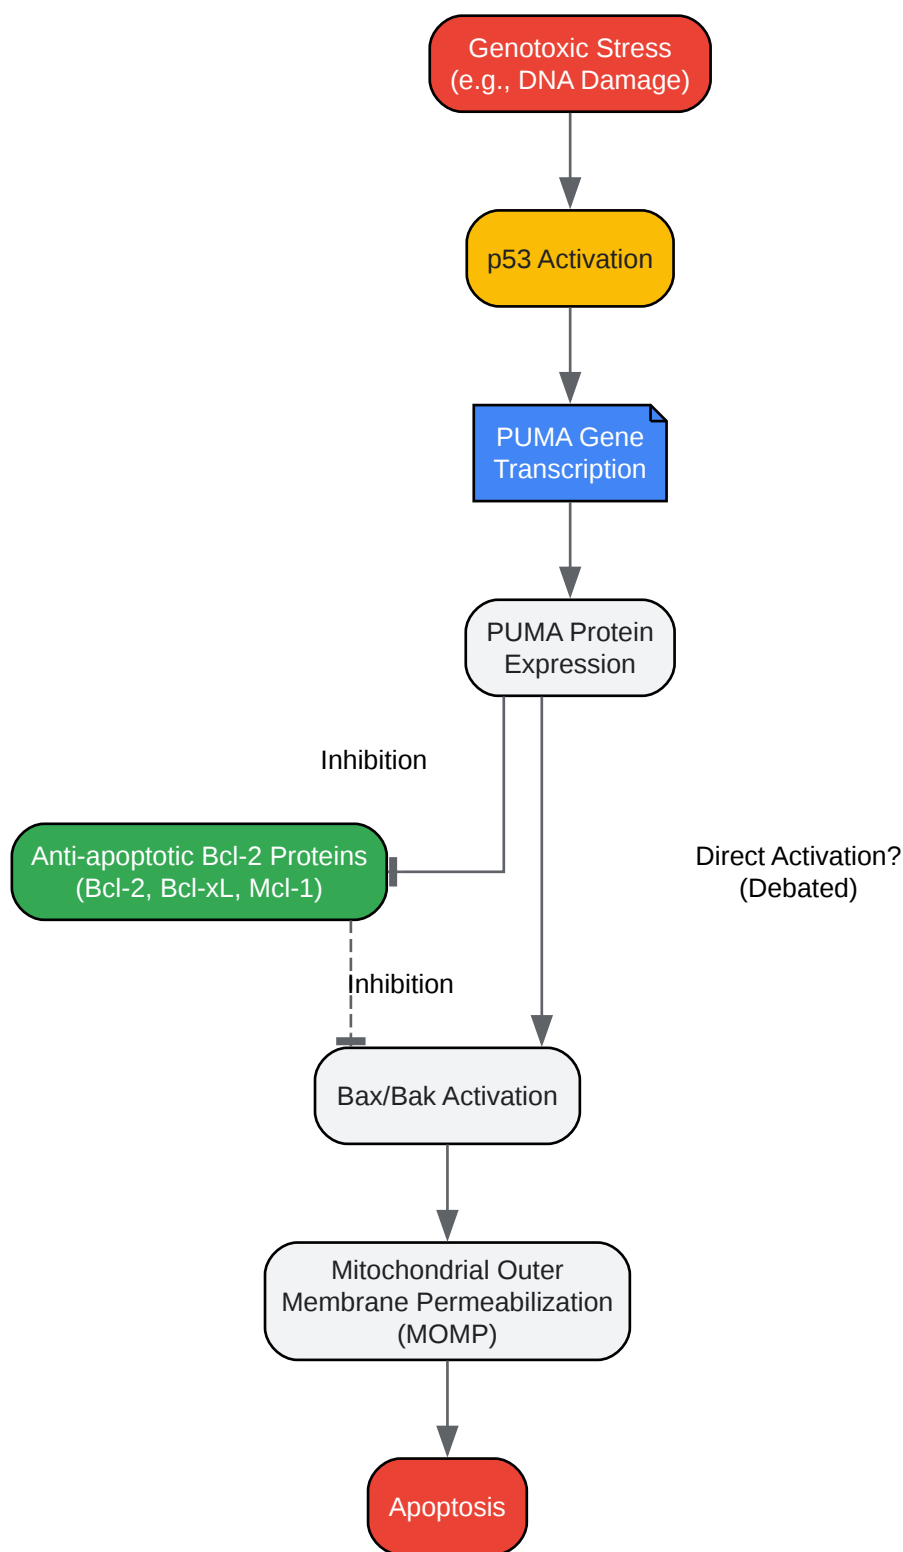 Genotoxic Stress
(e.g., DNA Damage)
p53 Activation
PUMA Gene
Transcription
PUMA Protein
Expression
Inhibition
Anti-apoptotic Bcl-2 Proteins
(Bcl-2, Bcl-xL, Mcl-1)
Direct Activation?
(Debated)
Inhibition
Bax/Bak Activation
Mitochondrial Outer
Membrane Permeabilization
(MOMP)
Apoptosis